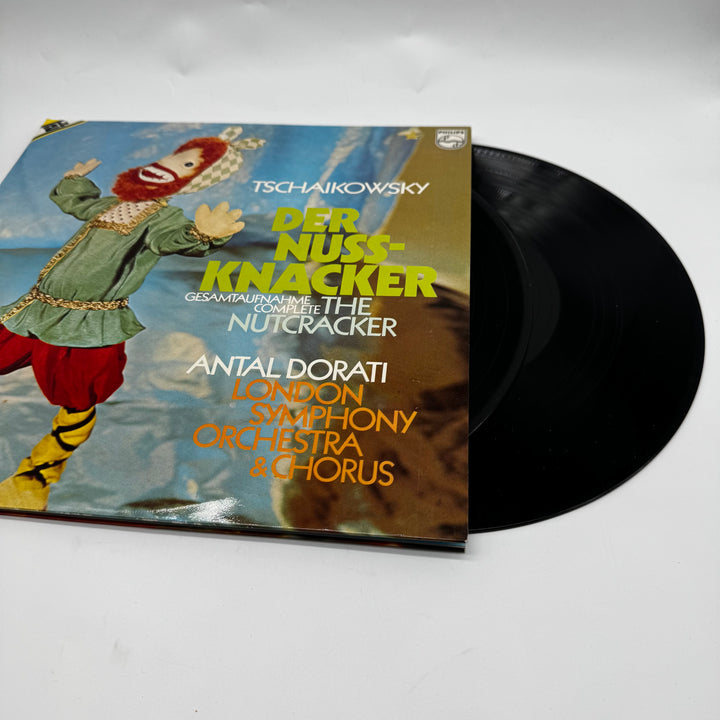 PHILIPS
TSCHAIKOWSKY
DER
NUSS-
KNACKER
GESAMTAUFNAHME
COMPLETE THE
NUTCRACKER
ANTAL DORATI
LONDON
SYMPHONY
ORCHESTRA
& CHORUS